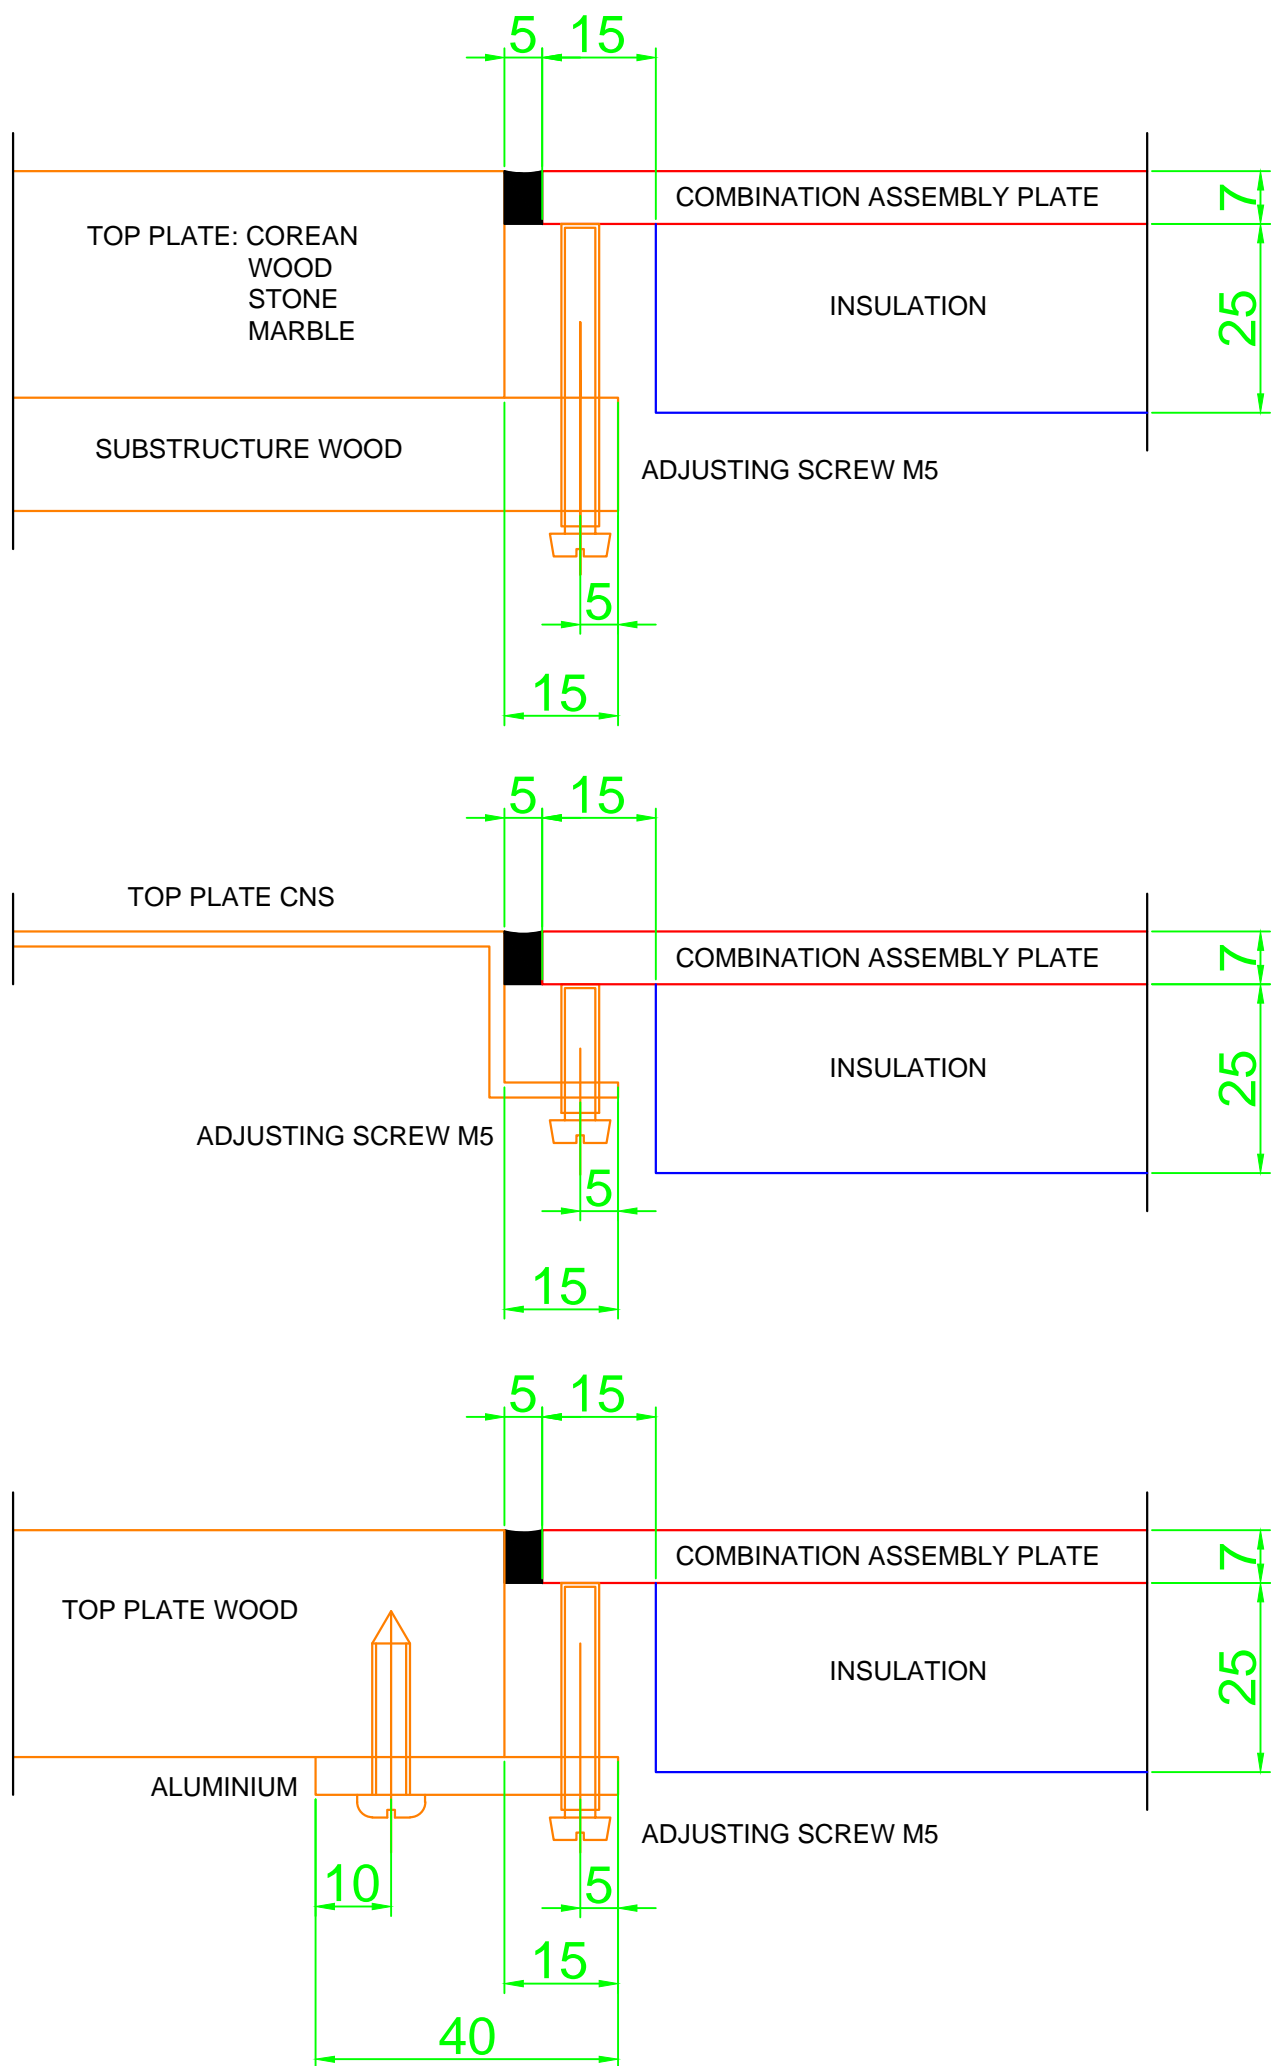 5 15
COMBINATION ASSEMBLY PLATE
7
TOP PLATE: COREAN
WOOD
STONE
MARBLE
INSULATION
25
SUBSTRUCTURE WOOD
ADJUSTING SCREW M5
5
15
5 15
TOP PLATE CNS
COMBINATION ASSEMBLY PLATE
7
INSULATION
25
ADJUSTING SCREW M5
5
15
5 15
COMBINATION ASSEMBLY PLATE
7
TOP PLATE WOOD
INSULATION
25
ALUMINIUM
ADJUSTING SCREW M5
10
5
15
40